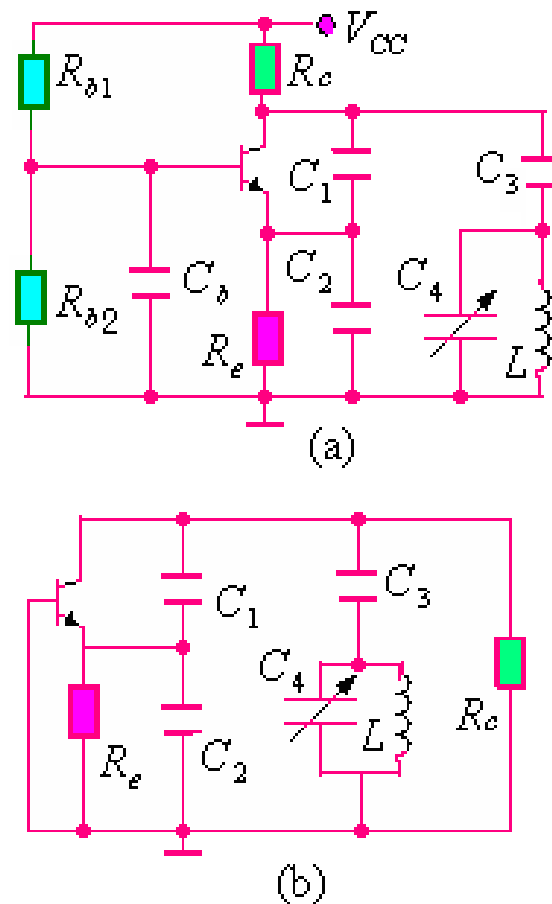 V_CC
R_b1
R_c
C_1
C_3
C_b
C_2
C_4
R_b2
R_e
L
(a)
C_1
C_3
C_4
R_c
L
R_e
C_2
(b)